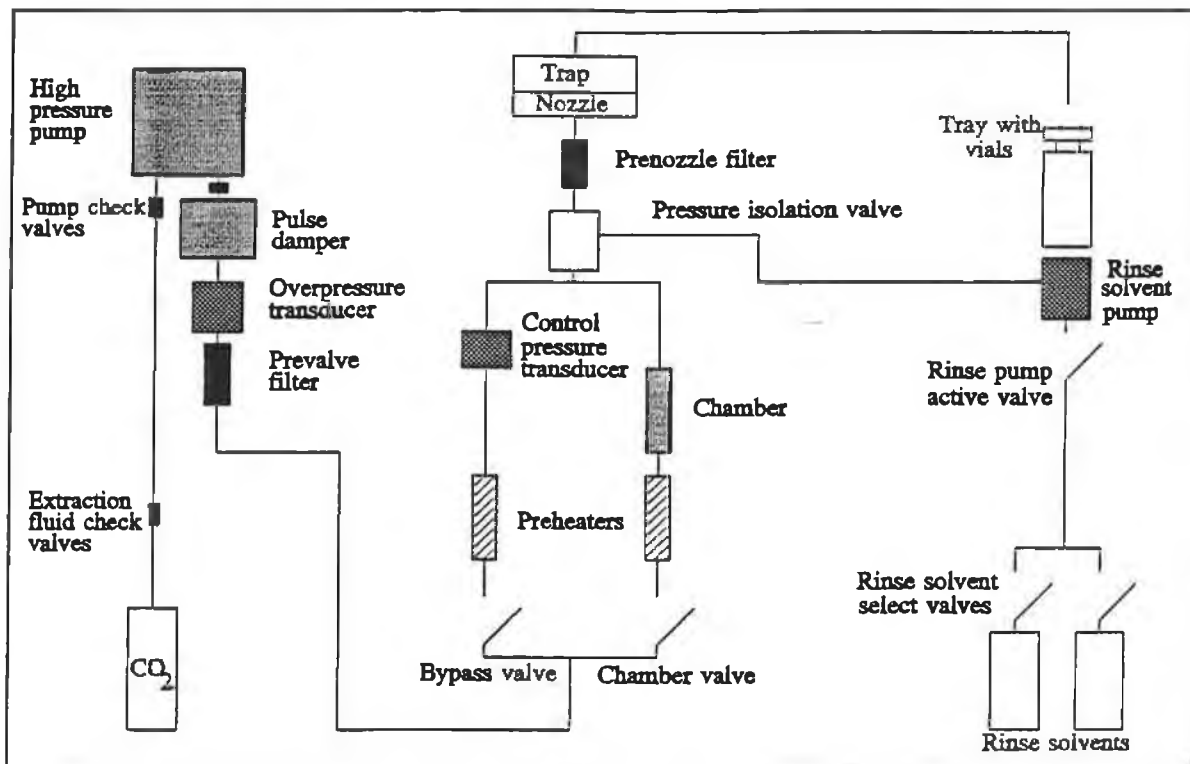 High
pressure
pump
Pump check
valves
Pulse
damper
Overpressure
transducer
Prevalve
filter
Extraction
fluid check
valves
CO2
Trap
Nozzle
Prenozzle filter
Pressure isolation valve
Control
pressure
transducer
Chamber
Preheaters
Bypass valve
Chamber valve
Tray with
vials
Rinse
solvent
pump
Rinse pump
active valve
Rinse solvent
select valves
Rinse solvents